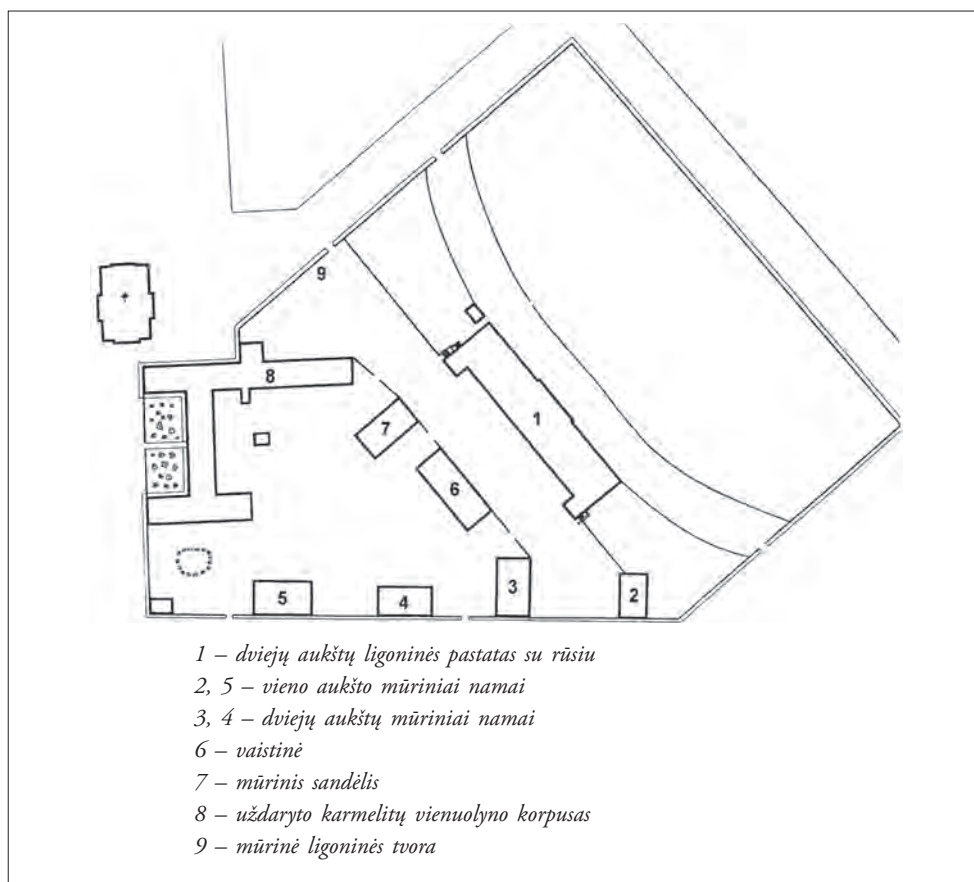 9
8
1
7
6
3
2
5
4
1 – dviejų aukštų ligoninės pastatas su rūsiu
2, 5 – vieno aukšto mūriniai namai
3, 4 – dviejų aukštų mūriniai namai
6 – vaistinė
7 – mūrinis sandėlis
8 – uždaryto karmelitų vienuolyno korpusas
9 – mūrinė ligoninės tvora